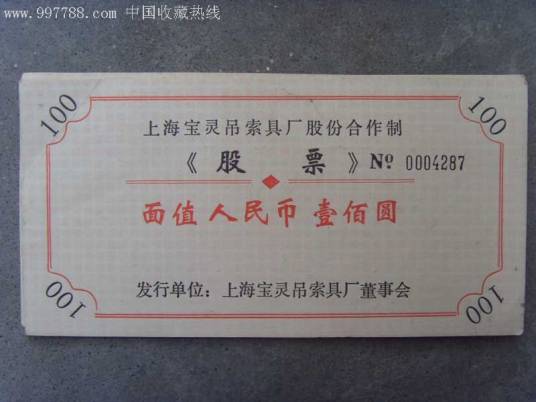 www.997788.com 中国收藏热线
100 100
上海宝灵吊索具厂股份合作制
《股 票》 Nº 0004287
面值 人民币 壹佰圆
发行单位：上海宝灵吊索具厂董事会
100 100